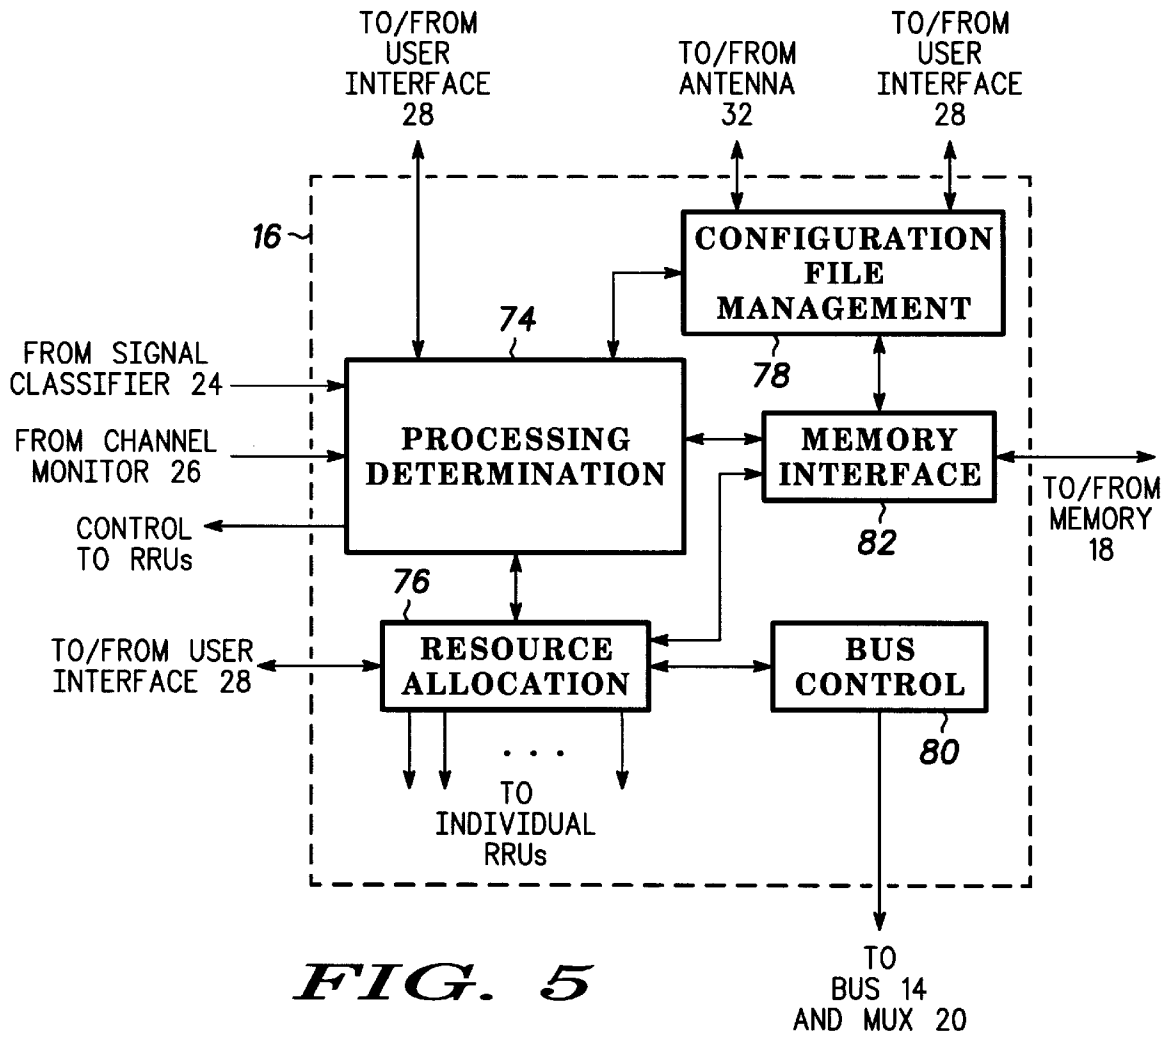 TO/FROM
USER
INTERFACE
28
TO/FROM
ANTENNA
32
TO/FROM
USER
INTERFACE
28
16
CONFIGURATION
FILE
MANAGEMENT
78
74
FROM SIGNAL
CLASSIFIER 24
FROM CHANNEL
MONITOR 26
PROCESSING
DETERMINATION
MEMORY
INTERFACE
82
TO/FROM
MEMORY
18
CONTROL
TO RRUs
76
TO/FROM USER
INTERFACE 28
RESOURCE
ALLOCATION
BUS
CONTROL
80
. . .
TO
INDIVIDUAL
RRUs
TO
BUS 14
AND MUX 20
FIG. 5